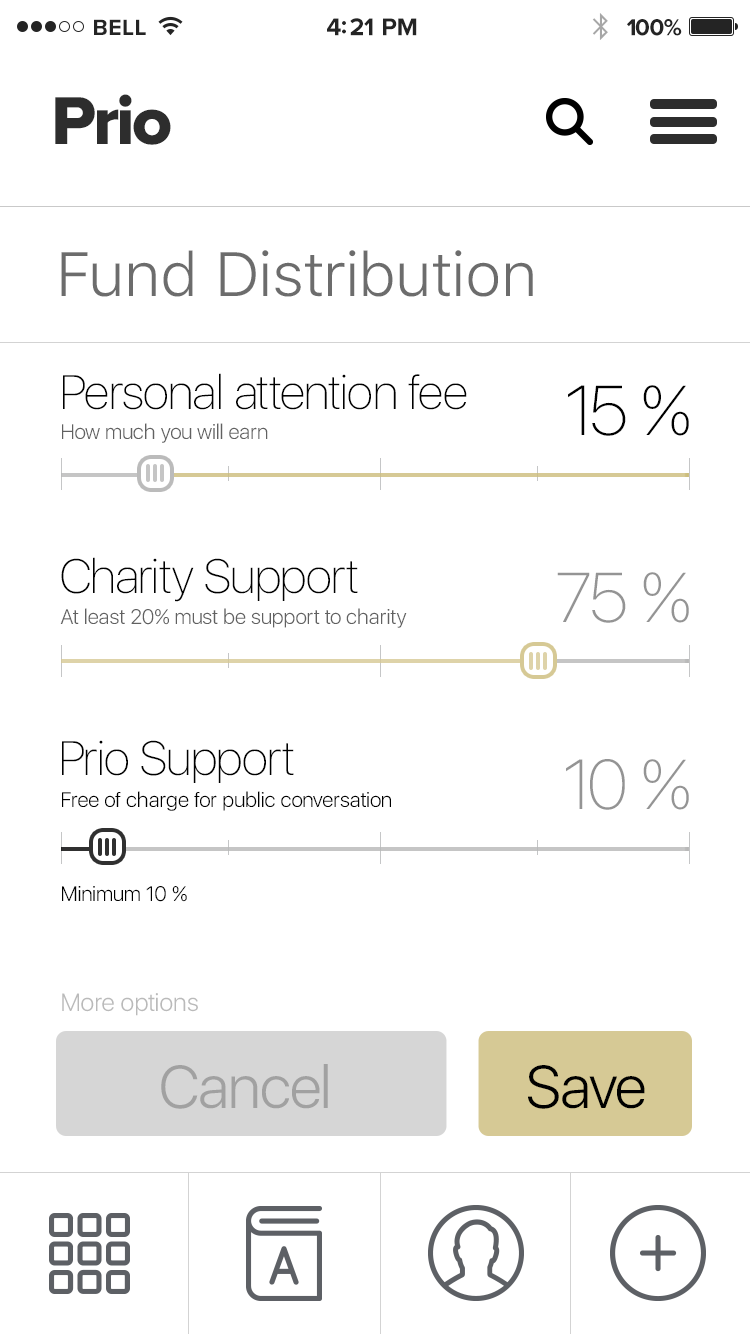 BELL 4:21 PM 100%
Prio
Fund Distribution
Personal attention fee
15 %
How much you will earn
Charity Support
75 %
At least 20% must be support to charity
Prio Support
10 %
Free of charge for public conversation
Minimum 10 %
More options
Cancel Save
A